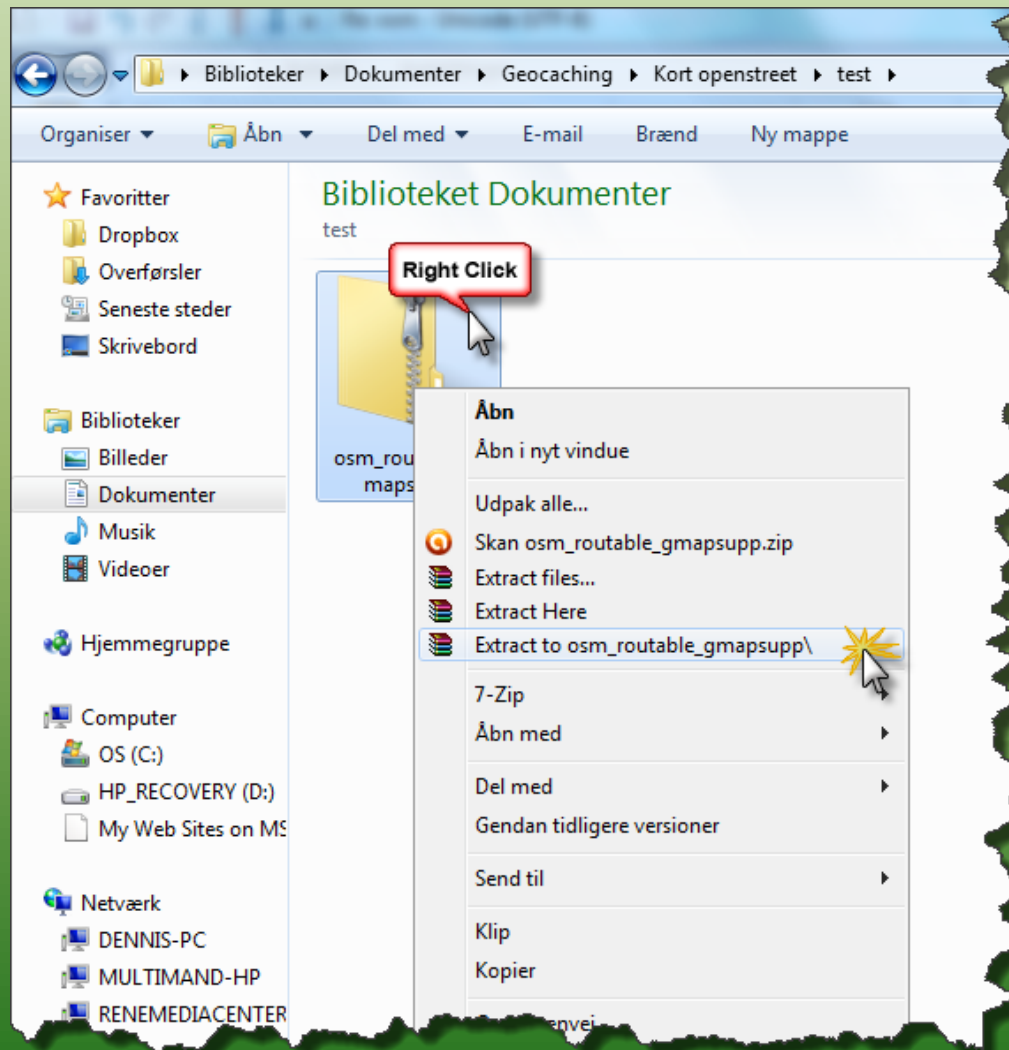 Biblioteker ▸ Dokumenter ▸ Geocaching ▸ Kort openstreet ▸ test ▸
Organiser Åbn Del med E-mail Brænd Ny mappe
Favoritter
Dropbox
Overførsler
Seneste steder
Skrivebord
Biblioteker
Billeder
Dokumenter
Musik
Videoer
Hjemmegruppe
Computer
OS (C:)
HP_RECOVERY (D:)
My Web Sites on MS
Netværk
DENNIS-PC
MULTIMAND-HP
RENEMEDIACENTER
Biblioteket Dokumenter
test
Right Click
osm_rou
maps
Åbn
Åbn i nyt vindue
Udpak alle...
Skan osm_routable_gmapsupp.zip
Extract files...
Extract Here
Extract to osm_routable_gmapsupp\
7-Zip
Åbn med
Del med
Gendan tidligere versioner
Send til
Klip
Kopier